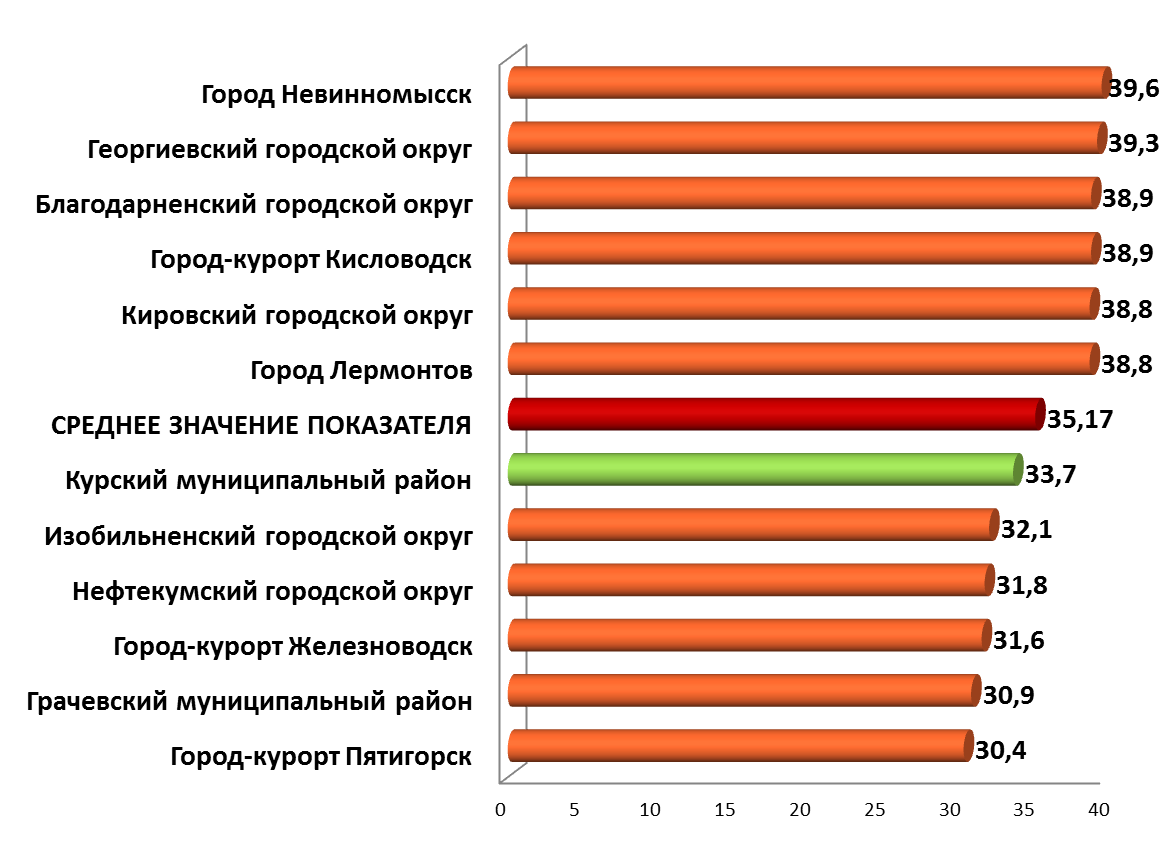 Город Невинномысск 39,6
Георгиевский городской округ 39,3
Благодарненский городской округ 38,9
Город-курорт Кисловодск 38,9
Кировский городской округ 38,8
Город Лермонтов 38,8
СРЕДНЕЕ ЗНАЧЕНИЕ ПОКАЗАТЕЛЯ 35,17
Курский муниципальный район 33,7
Изобильненский городской округ 32,1
Нефтекумский городской округ 31,8
Город-курорт Железноводск 31,6
Грачевский муниципальный район 30,9
Город-курорт Пятигорск 30,4
0 5 10 15 20 25 30 35 40